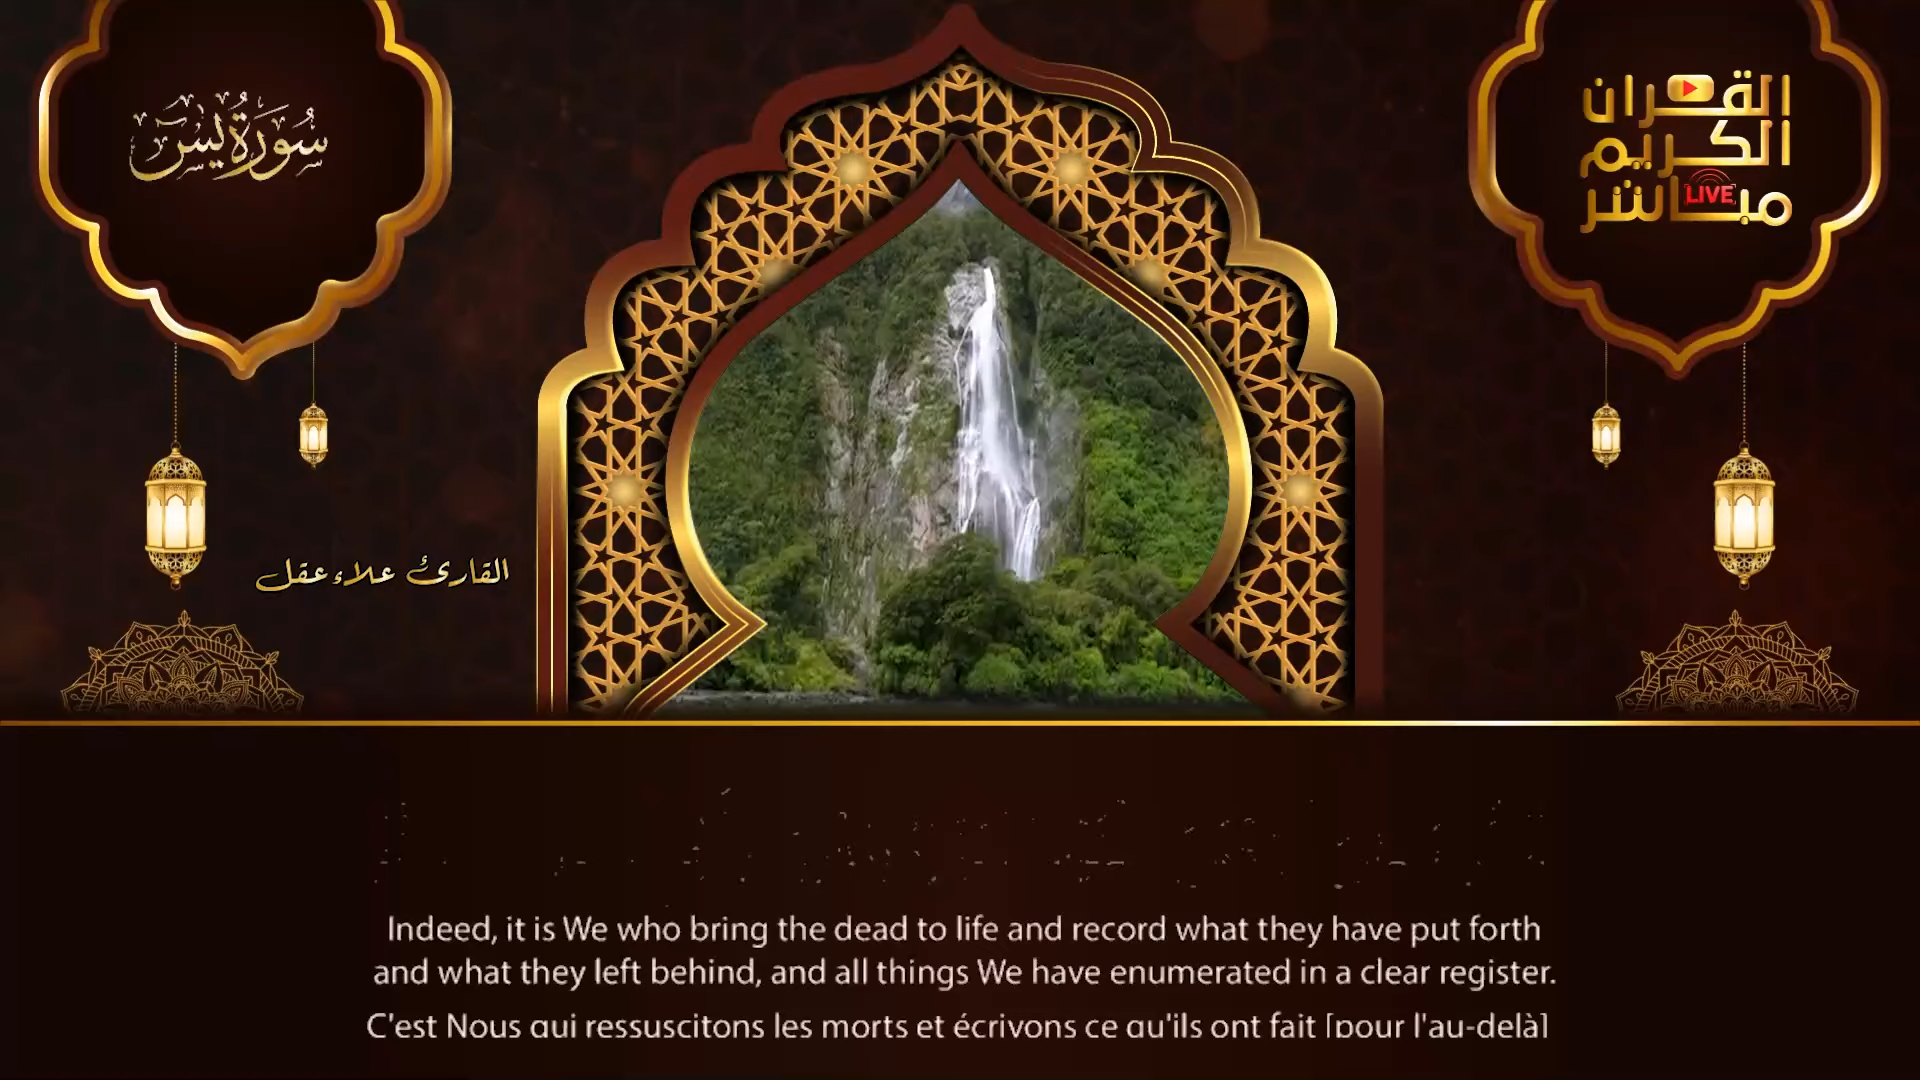 سُورَةُ يس
القرآن
الكريم
مباشر
LIVE
القارئ علاء عقل
Indeed, it is We who bring the dead to life and record what they have put forth
and what they left behind, and all things We have enumerated in a clear register.
C'est Nous qui ressuscitons les morts et écrivons ce qu'ils ont fait [pour l'au-delà]